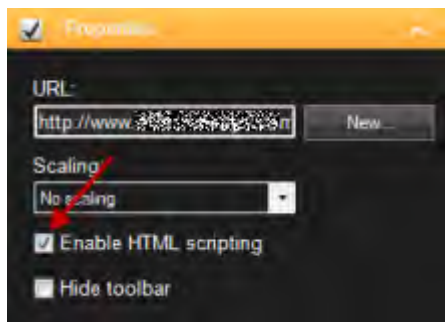 Properties
URL:
http://www.
New...
Scaling:
No scaling
Enable HTML scripting
Hide toolbar